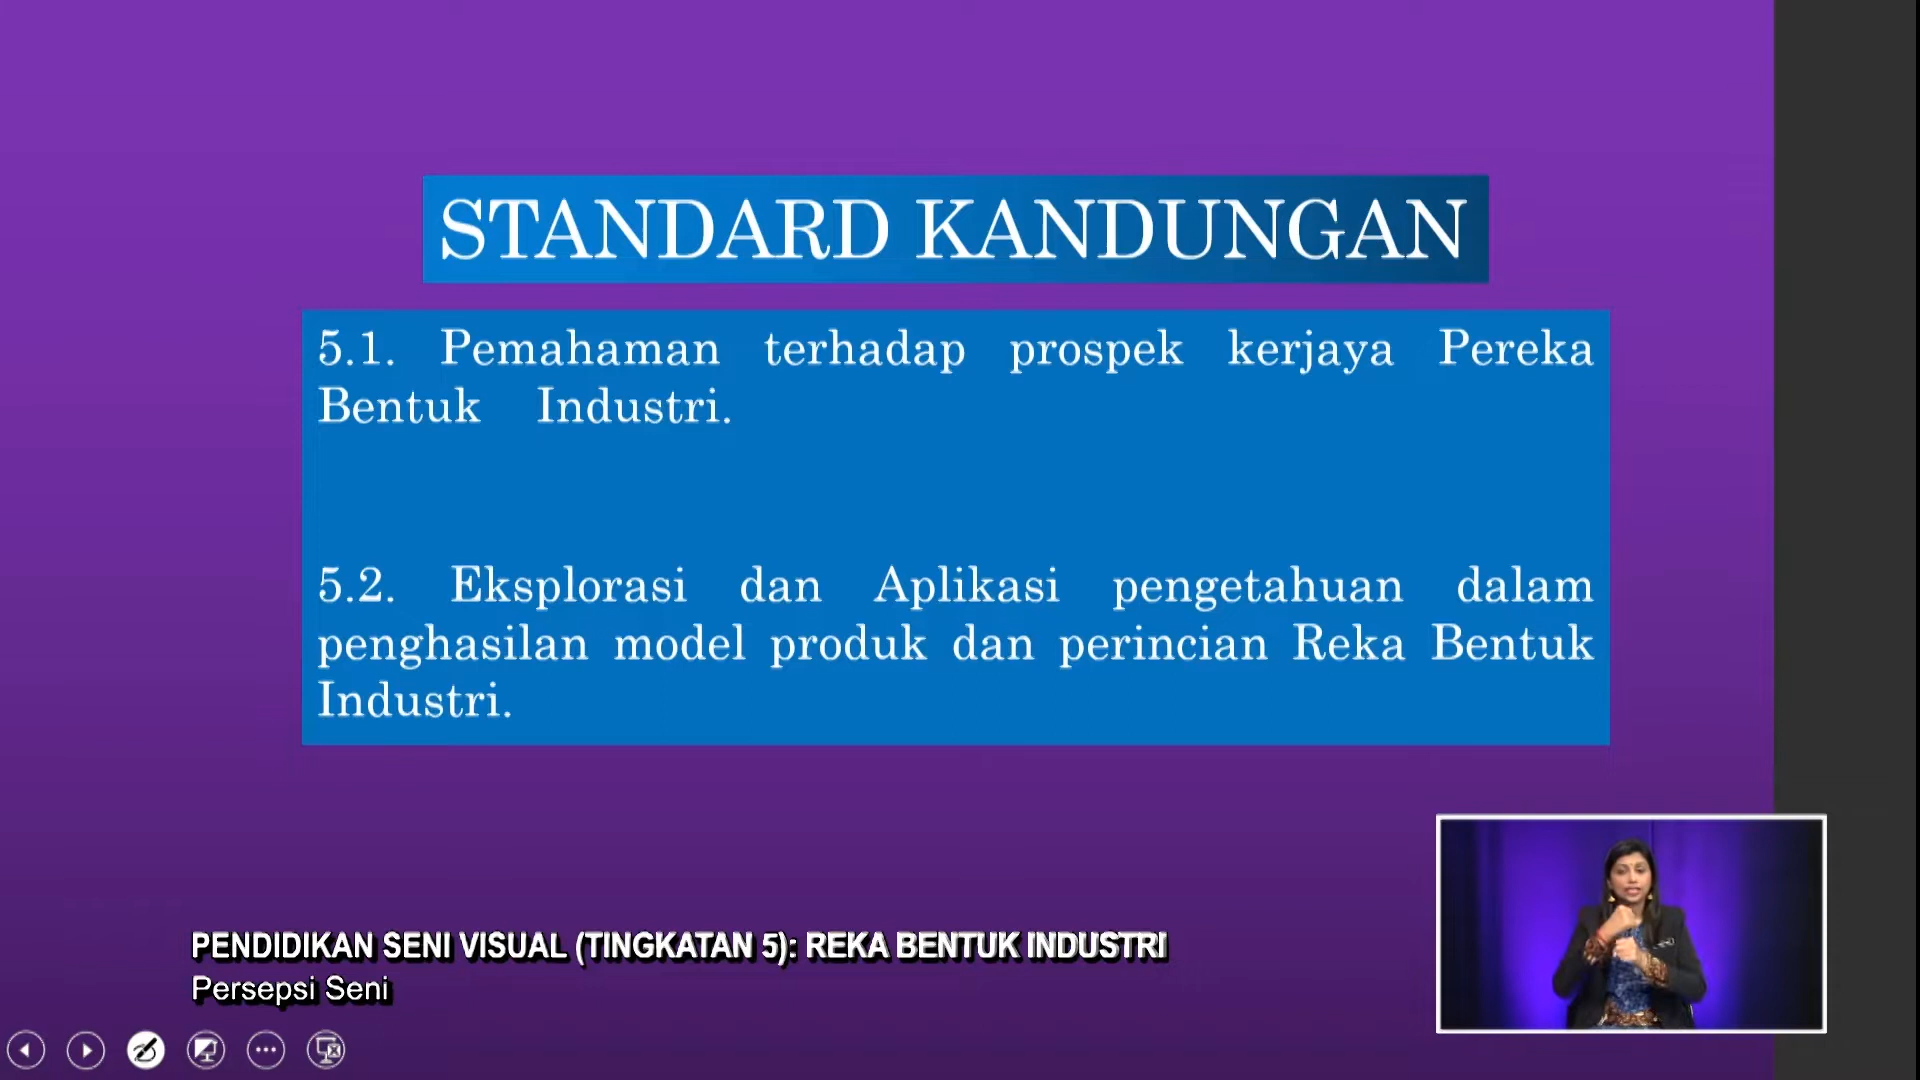 STANDARD KANDUNGAN
5.1. Pemahaman terhadap prospek kerjaya Pereka
Bentuk Industri.
5.2. Eksplorasi dan Aplikasi pengetahuan dalam
penghasilan model produk dan perincian Reka Bentuk
Industri.
PENDIDIKAN SENI VISUAL (TINGKATAN 5): REKA BENTUK INDUSTRI
Persepsi Seni